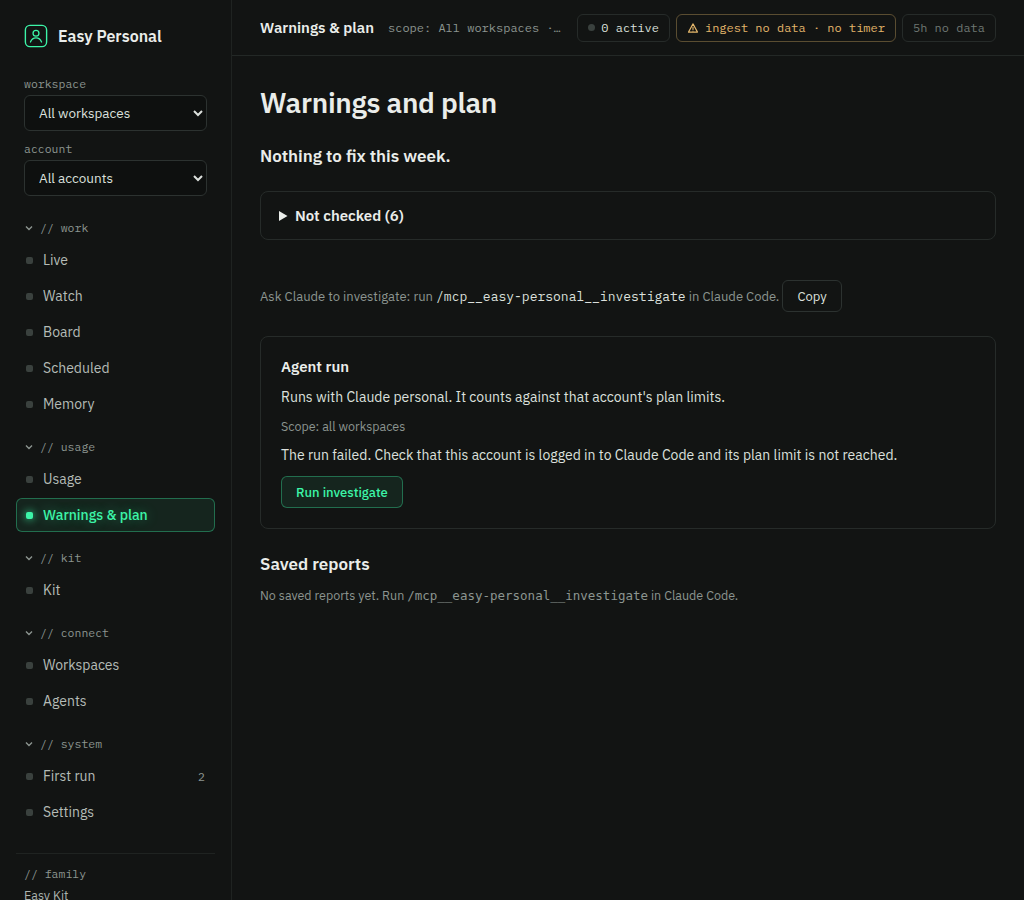 Easy Personal
workspace
All workspaces
account
All accounts
// work
Live
Watch
Board
Scheduled
Memory
// usage
Usage
Warnings & plan
// kit
Kit
// connect
Workspaces
Agents
// system
First run 2
Settings
// family
Easy Kit
Warnings & plan scope: All workspaces ·… 0 active ingest no data · no timer 5h no data
Warnings and plan
Nothing to fix this week.
Not checked (6)
Ask Claude to investigate: run /mcp__easy-personal__investigate in Claude Code. Copy
Agent run
Runs with Claude personal. It counts against that account's plan limits.
Scope: all workspaces
The run failed. Check that this account is logged in to Claude Code and its plan limit is not reached.
Run investigate
Saved reports
No saved reports yet. Run /mcp__easy-personal__investigate in Claude Code.